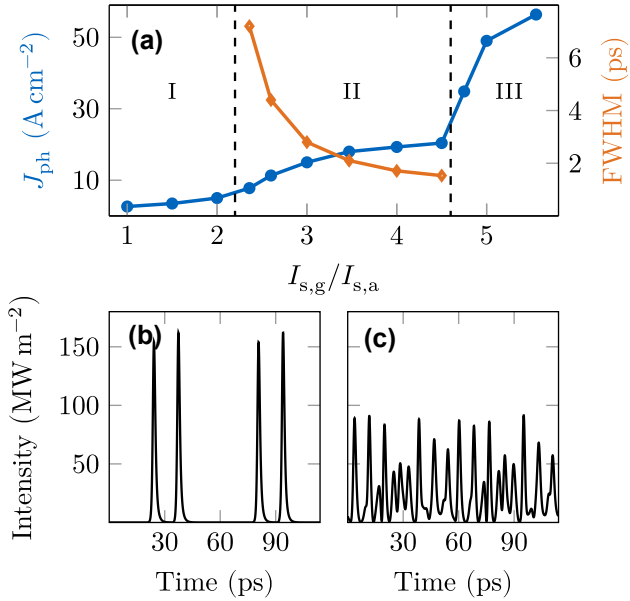 (a)
I II III
50
30
10
J_ph (A cm⁻²)
6
4
2
FWHM (ps)
1 2 3 4 5
I_s,g/I_s,a
(b)
(c)
150
100
50
Intensity (MW m⁻²)
30 60 90
30 60 90
Time (ps)
Time (ps)